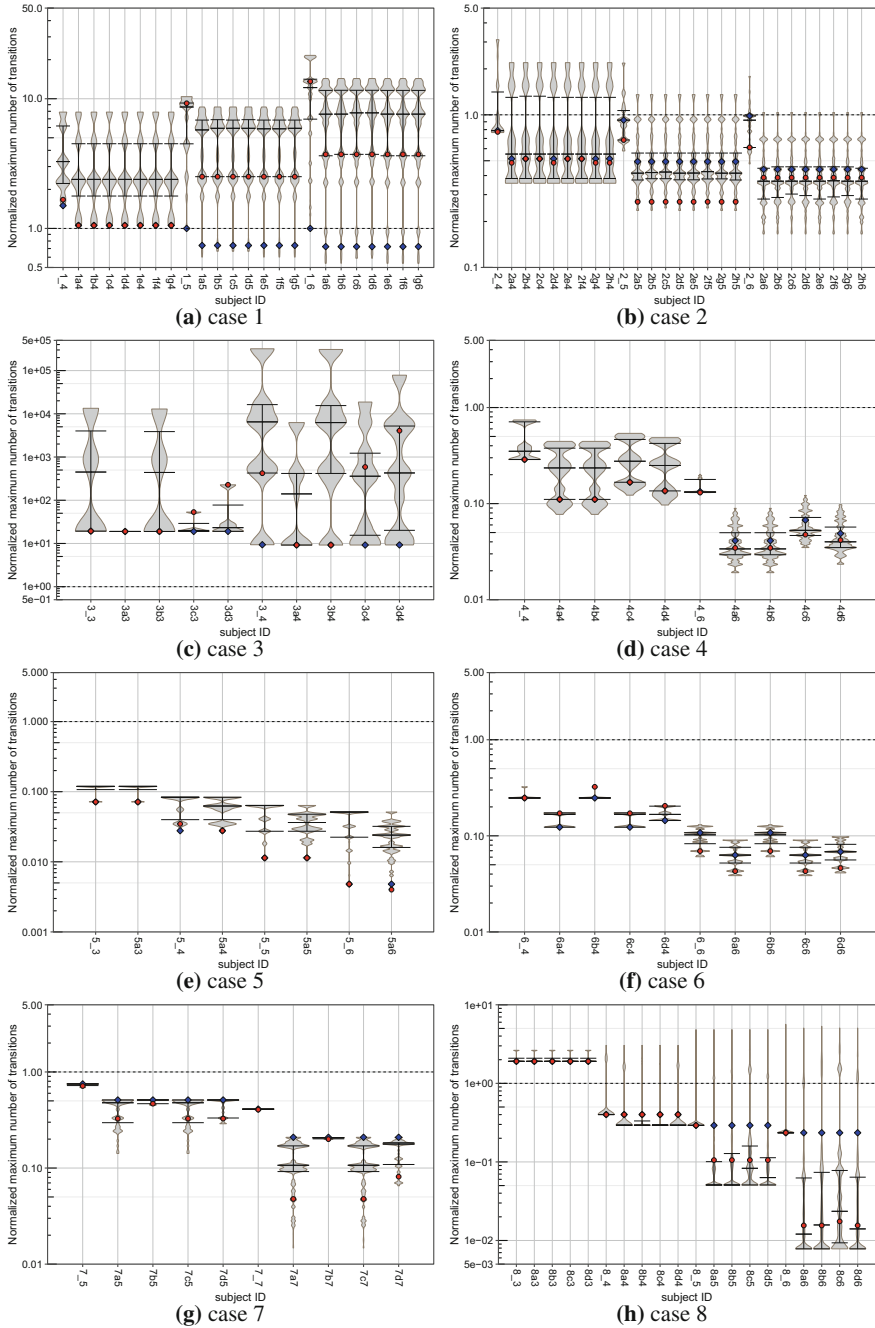 Normalized maximum number of transitions
50.0
10.0
1.0
0.5
1_4
1a4
1b4
1c4
1d4
1e4
1f4
1g4
1_5
1a5
1b5
1c5
1d5
1e5
1f5
1g5
1_6
1a6
1b6
1c6
1d6
1e6
1f6
1g6
subject ID
(a) case 1
Normalized maximum number of transitions
5.0
1.0
0.1
2_4
2a4
2b4
2c4
2d4
2e4
2f4
2g4
2h4
2_5
2a5
2b5
2c5
2d5
2e5
2f5
2g5
2h5
2_6
2a6
2b6
2c6
2d6
2e6
2f6
2g6
2h6
subject ID
(b) case 2
Normalized maximum number of transitions
5e+05
1e+05
1e+04
1e+03
1e+02
1e+01
1e+00
5e-01
3_3
3a3
3b3
3c3
3d3
3_4
3a4
3b4
3c4
3d4
subject ID
(c) case 3
Normalized maximum number of transitions
5.00
1.00
0.10
0.01
4_4
4a4
4b4
4c4
4d4
4_6
4a6
4b6
4c6
4d6
subject ID
(d) case 4
Normalized maximum number of transitions
5.000
1.000
0.100
0.010
0.001
5_3
5a3
5_4
5a4
5_5
5a5
5_6
5a6
subject ID
(e) case 5
Normalized maximum number of transitions
5.00
1.00
0.10
0.01
6_4
6a4
6b4
6c4
6d4
6_6
6a6
6b6
6c6
6d6
subject ID
(f) case 6
Normalized maximum number of transitions
5.00
1.00
0.10
0.01
7_5
7a5
7b5
7c5
7d5
7_7
7a7
7b7
7c7
7d7
subject ID
(g) case 7
Normalized maximum number of transitions
1e+01
1e+00
1e-01
1e-02
5e-03
8_3
8a3
8b3
8c3
8d3
8_4
8a4
8b4
8c4
8d4
8_5
8a5
8b5
8c5
8d5
8_6
8a6
8b6
8c6
8d6
subject ID
(h) case 8